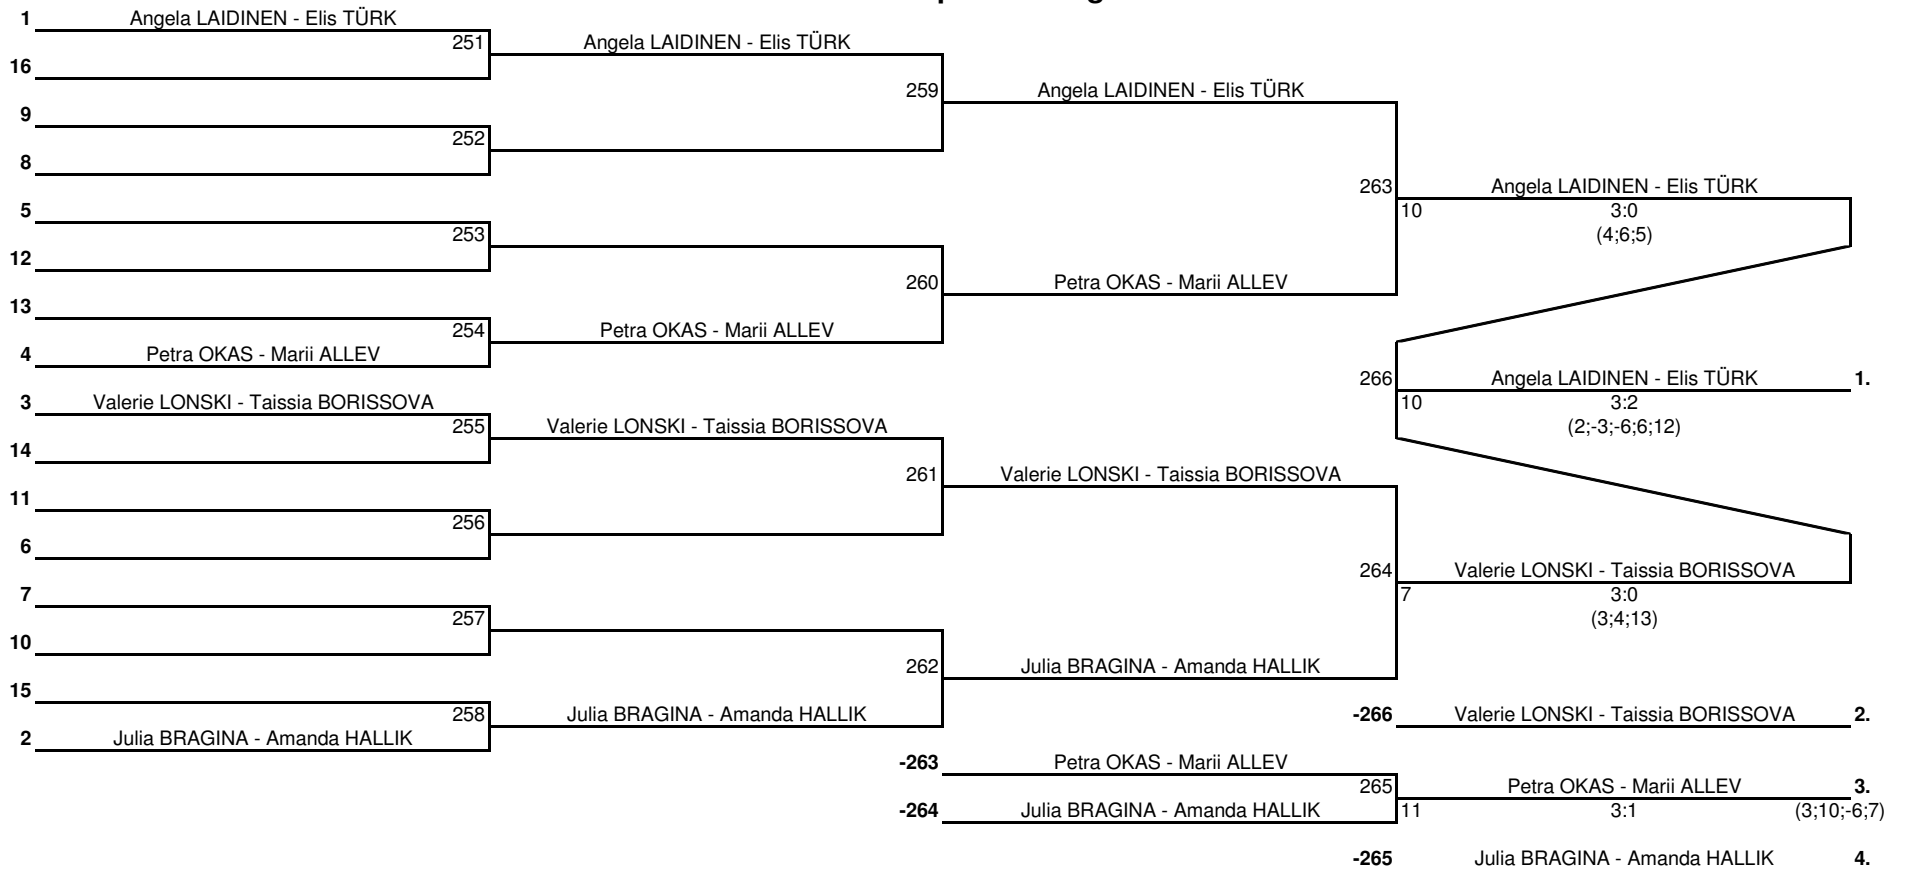 1 Angela LAIDINEN - Elis TÜRK
251 Angela LAIDINEN - Elis TÜRK
16
259 Angela LAIDINEN - Elis TÜRK
9
252
8
263 Angela LAIDINEN - Elis TÜRK
5
10 3:0
253
(4;6;5)
12
260 Petra OKAS - Marii ALLEV
13
254 Petra OKAS - Marii ALLEV
4 Petra OKAS - Marii ALLEV
266 Angela LAIDINEN - Elis TÜRK 1.
3 Valerie LONSKI - Taissia BORISSOVA
10 3:2
255 Valerie LONSKI - Taissia BORISSOVA
(2;-3;-6;6;12)
14
261 Valerie LONSKI - Taissia BORISSOVA
11
256
6
264 Valerie LONSKI - Taissia BORISSOVA
7
7 3:0
257
(3;4;13)
10
262 Julia BRAGINA - Amanda HALLIK
15
258 Julia BRAGINA - Amanda HALLIK
-266 Valerie LONSKI - Taissia BORISSOVA 2.
2 Julia BRAGINA - Amanda HALLIK
-263 Petra OKAS - Marii ALLEV
265 Petra OKAS - Marii ALLEV 3.
-264 Julia BRAGINA - Amanda HALLIK
11 3:1 (3;10;-6;7)
-265 Julia BRAGINA - Amanda HALLIK 4.